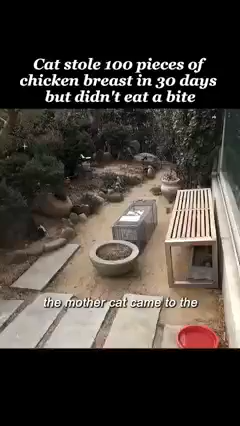 Cat stole 100 pieces of
chicken breast in 30 days
but didn't eat a bite
the mother cat came to the